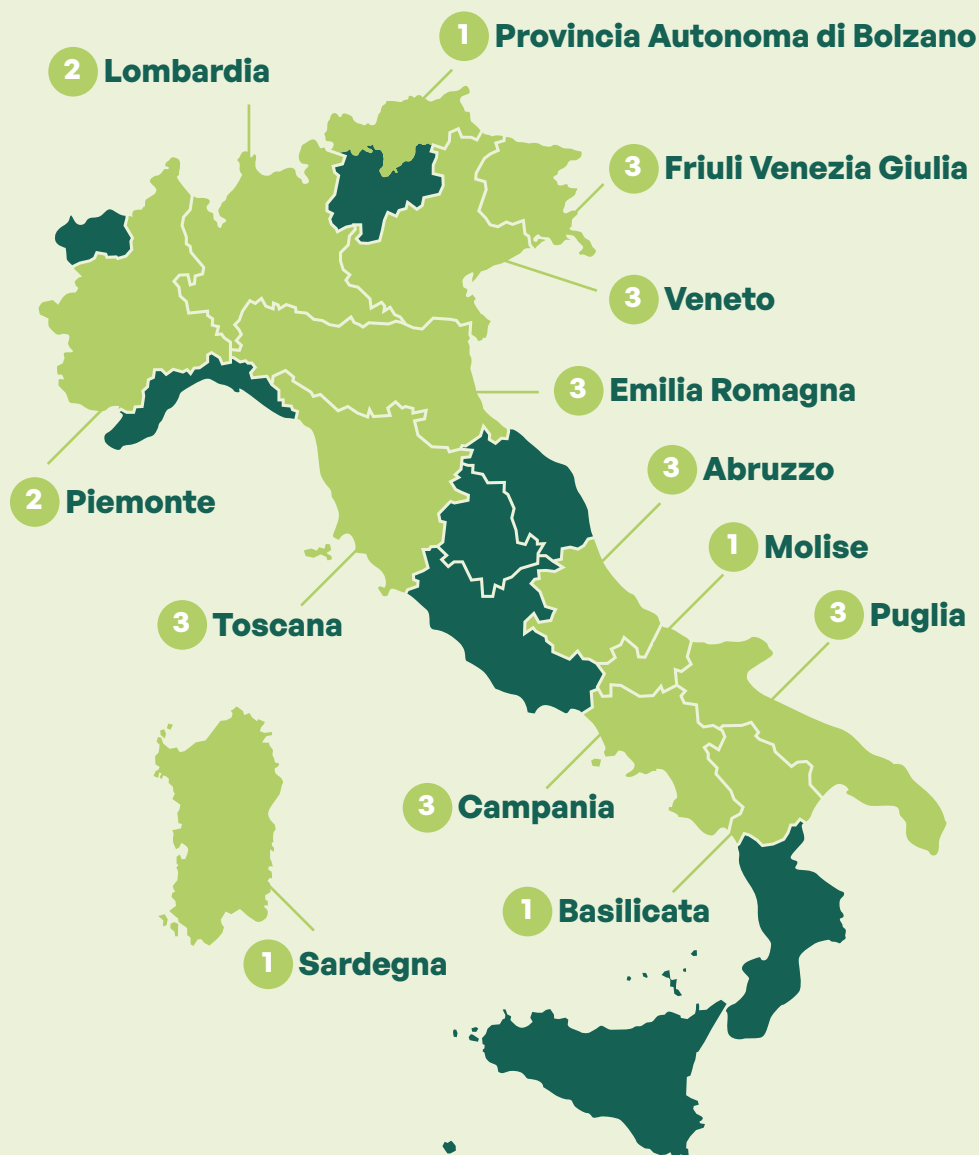 1 Provincia Autonoma di Bolzano
2 Lombardia
3 Friuli Venezia Giulia
3 Veneto
3 Emilia Romagna
3 Abruzzo
2 Piemonte
1 Molise
3 Puglia
3 Toscana
3 Campania
1 Basilicata
1 Sardegna